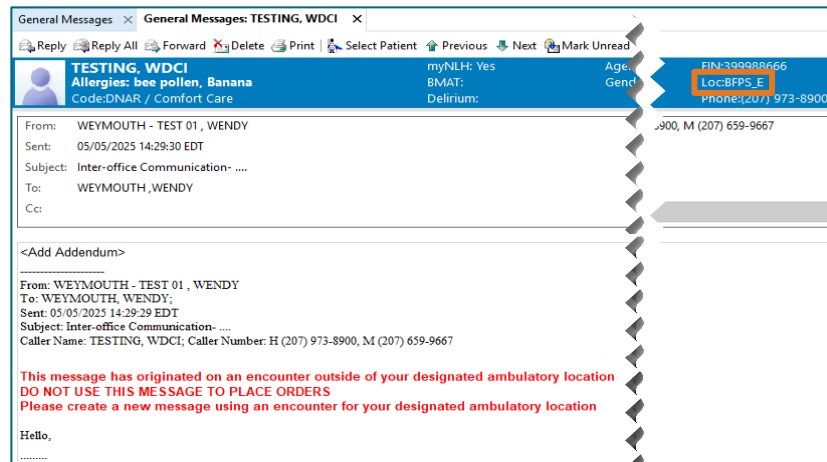 General Messages × General Messages: TESTING, WDCI ×
Reply Reply All Forward Delete Print Select Patient Previous Next Mark Unread
TESTING, WDCI myNLH: Yes FIN:399988666
Allergies: bee pollen, Banana BMAT: Loc:BFPS_E
Code:DNAR / Comfort Care Delirium: Phone:(207) 973-8900
From: WEYMOUTH - TEST 01 , WENDY 8900, M (207) 659-9667
Sent: 05/05/2025 14:29:30 EDT
Subject: Inter-office Communication- ....
To: WEYMOUTH ,WENDY
Cc:
<Add Addendum>
---------------------
From: WEYMOUTH - TEST 01 , WENDY
To: WEYMOUTH, WENDY;
Sent: 05/05/2025 14:29:29 EDT
Subject: Inter-office Communication- ....
Caller Name: TESTING, WDCI; Caller Number: H (207) 973-8900, M (207) 659-9667
This message has originated on an encounter outside of your designated ambulatory location
DO NOT USE THIS MESSAGE TO PLACE ORDERS
Please create a new message using an encounter for your designated ambulatory location
Hello,
.........